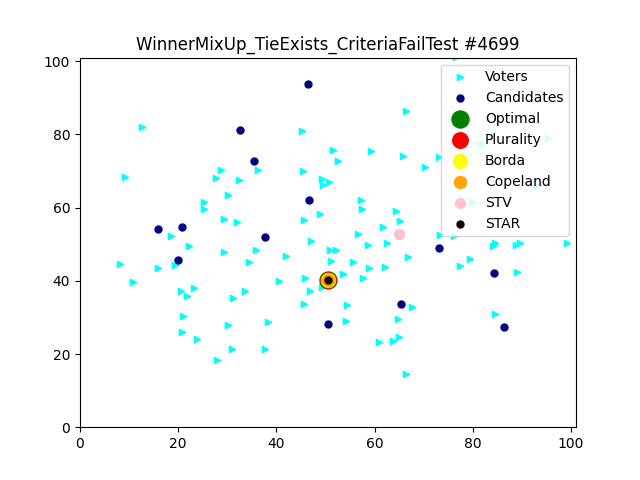 WinnerMixUp_TieExists_CriteriaFailTest #4699
100
80
60
40
20
0
0 20 40 60 80 100
Voters
Candidates
Optimal
Plurality
Borda
Copeland
STV
STAR